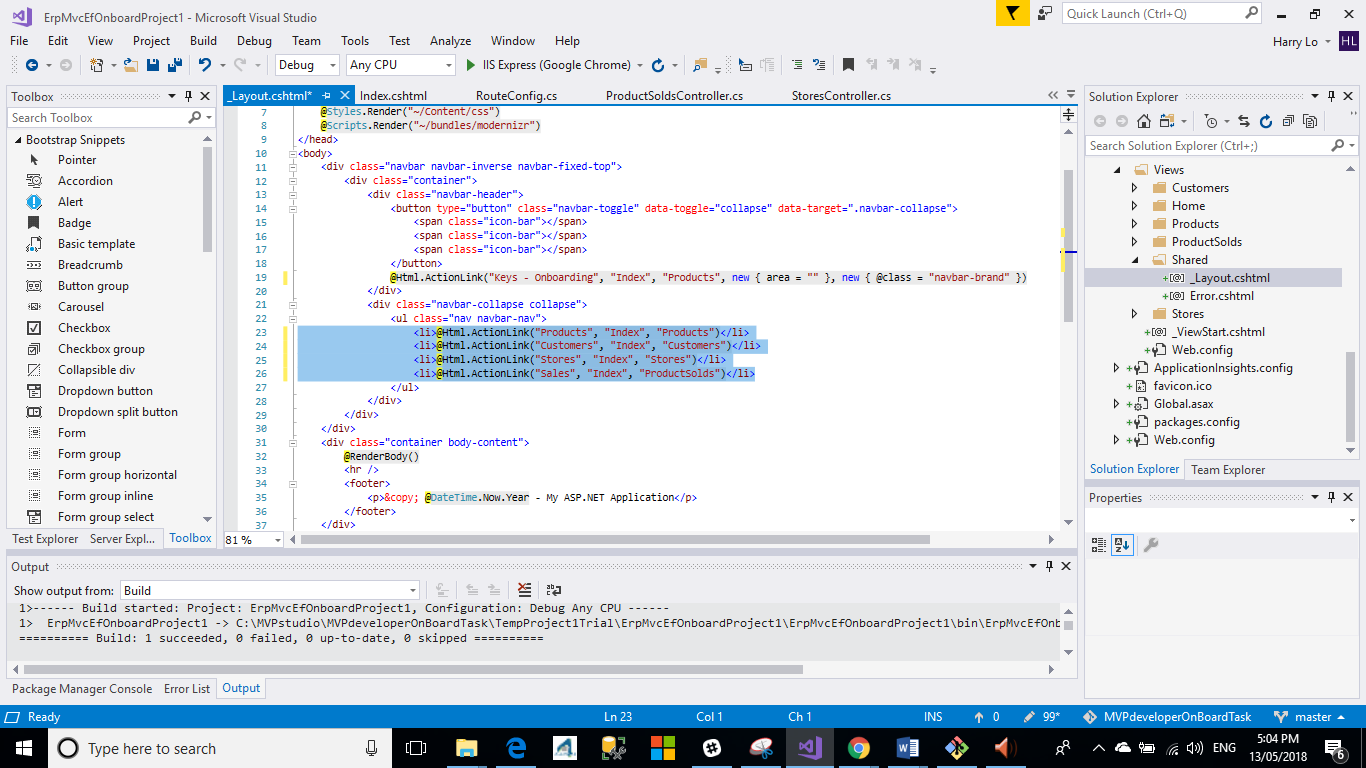 ErpMvcEfOnboardProject1 - Microsoft Visual Studio
Quick Launch (Ctrl+Q)
File Edit View Project Build Debug Team Tools Test Analyze Window Help
Harry Lo HL
Debug Any CPU IIS Express (Google Chrome)
Toolbox
Search Toolbox
Bootstrap Snippets
Pointer
Accordion
Alert
Badge
Basic template
Breadcrumb
Button group
Carousel
Checkbox
Checkbox group
Collapsible div
Dropdown button
Dropdown split button
Form
Form group
Form group horizontal
Form group inline
Form group select
Test Explorer Server Expl... Toolbox
_Layout.cshtml* Index.cshtml RouteConfig.cs ProductSoldsController.cs StoresController.cs
7 @Styles.Render("~/Content/css")
8 @Scripts.Render("~/bundles/modernizr")
9 </head>
10 <body>
11 <div class="navbar navbar-inverse navbar-fixed-top">
12 <div class="container">
13 <div class="navbar-header">
14 <button type="button" class="navbar-toggle" data-toggle="collapse" data-target=".navbar-collapse">
15 <span class="icon-bar"></span>
16 <span class="icon-bar"></span>
17 <span class="icon-bar"></span>
18 </button>
19 @Html.ActionLink("Keys - Onboarding", "Index", "Products", new { area = "" }, new { @class = "navbar-brand" })
20 </div>
21 <div class="navbar-collapse collapse">
22 <ul class="nav navbar-nav">
23 <li>@Html.ActionLink("Products", "Index", "Products")</li>
24 <li>@Html.ActionLink("Customers", "Index", "Customers")</li>
25 <li>@Html.ActionLink("Stores", "Index", "Stores")</li>
26 <li>@Html.ActionLink("Sales", "Index", "ProductSolds")</li>
27 </ul>
28 </div>
29 </div>
30 </div>
31 <div class="container body-content">
32 @RenderBody()
33 <hr />
34 <footer>
35 <p>&copy; @DateTime.Now.Year - My ASP.NET Application</p>
36 </footer>
37 </div>
81 %
Solution Explorer
Search Solution Explorer (Ctrl+;)
Views
Customers
Home
Products
ProductSolds
Shared
_Layout.cshtml
Error.cshtml
Stores
_ViewStart.cshtml
Web.config
ApplicationInsights.config
favicon.ico
Global.asax
packages.config
Web.config
Solution Explorer Team Explorer
Properties
Output
Show output from: Build
1>------ Build started: Project: ErpMvcEfOnboardProject1, Configuration: Debug Any CPU ------
1> ErpMvcEfOnboardProject1 -> C:\MVPstudio\MVPdeveloperOnBoardTask\TempProject1Trial\ErpMvcEfOnboardProject1\ErpMvcEfOnboardProject1\bin\ErpMvcEfOnb
========== Build: 1 succeeded, 0 failed, 0 up-to-date, 0 skipped ==========
Package Manager Console Error List Output
Ready Ln 23 Col 1 Ch 1 INS 0 99* MVPdeveloperOnBoardTask master
Type here to search
ENG
5:04 PM
13/05/2018
6